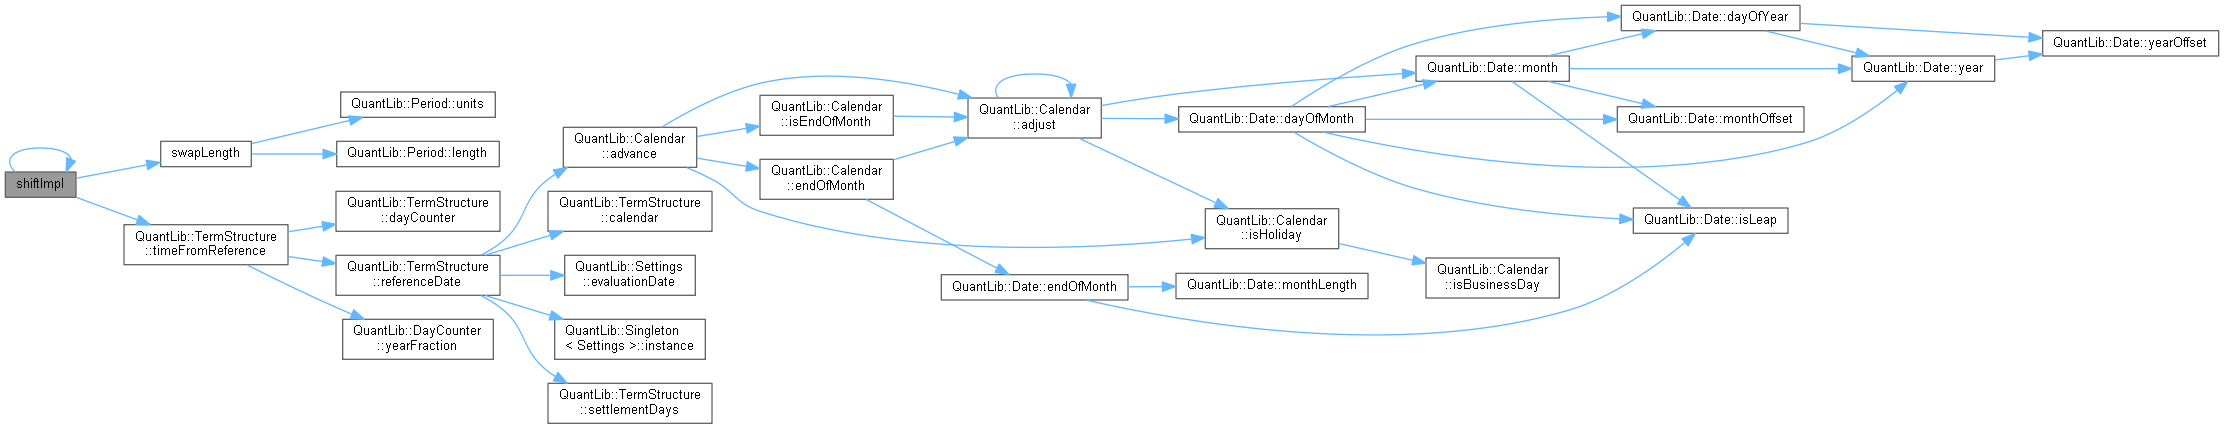 shiftImpl
swapLength
QuantLib::Period::units
QuantLib::Period::length
QuantLib::TermStructure
::timeFromReference
QuantLib::TermStructure
::dayCounter
QuantLib::TermStructure
::referenceDate
QuantLib::DayCounter
::yearFraction
QuantLib::Calendar
::advance
QuantLib::TermStructure
::calendar
QuantLib::Settings
::evaluationDate
QuantLib::Singleton
< Settings >::instance
QuantLib::TermStructure
::settlementDays
QuantLib::Calendar
::isEndOfMonth
QuantLib::Calendar
::endOfMonth
QuantLib::Calendar
::adjust
QuantLib::Date::endOfMonth
QuantLib::Date::dayOfMonth
QuantLib::Calendar
::isHoliday
QuantLib::Date::monthLength
QuantLib::Date::month
QuantLib::Calendar
::isBusinessDay
QuantLib::Date::dayOfYear
QuantLib::Date::monthOffset
QuantLib::Date::isLeap
QuantLib::Date::year
QuantLib::Date::yearOffset